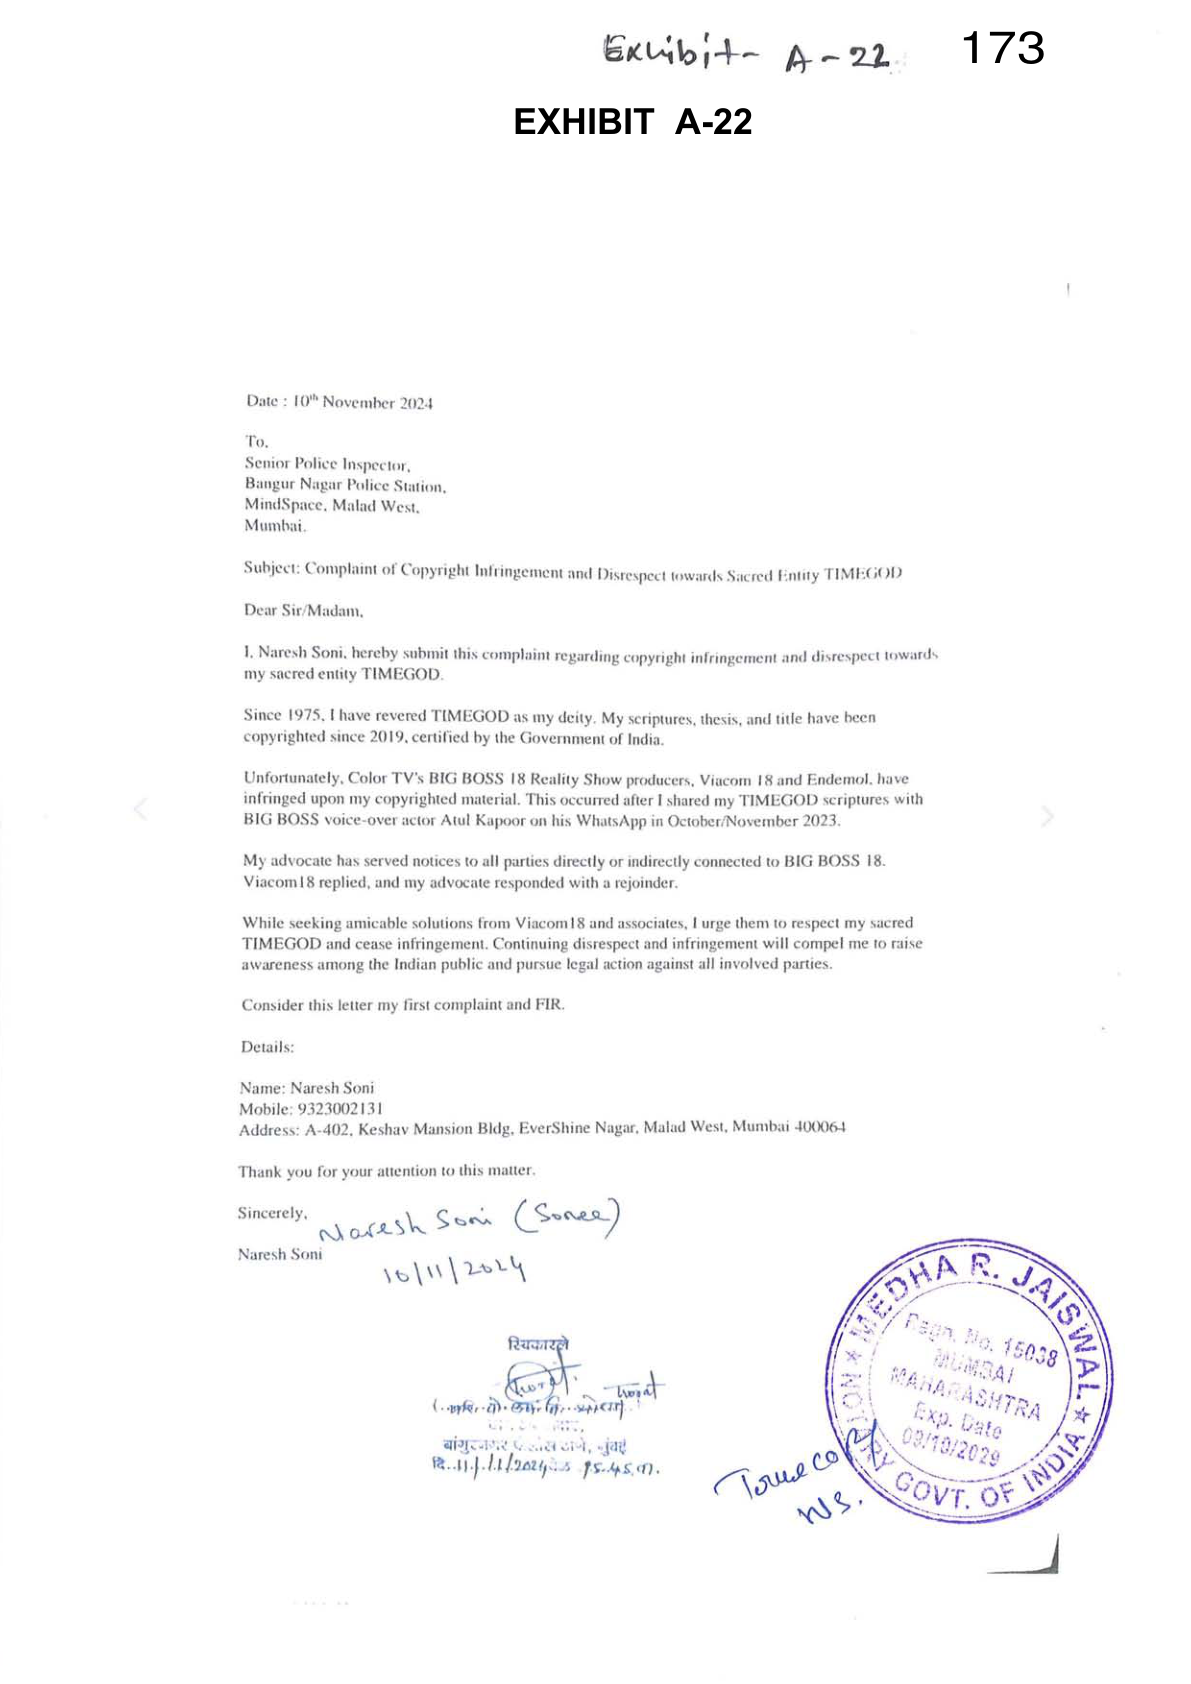 Exhibit- A-22 173
EXHIBIT A-22
Date : 10th November 2024
To,
Senior Police Inspector,
Bangur Nagar Police Station,
MindSpace, Malad West,
Mumbai.
Subject: Complaint of Copyright Infringement and Disrespect towards Sacred Entity TIMEGOD
Dear Sir/Madam,
I, Naresh Soni, hereby submit this complaint regarding copyright infringement and disrespect towards
my sacred entity TIMEGOD.
Since 1975, I have revered TIMEGOD as my deity. My scriptures, thesis, and title have been
copyrighted since 2019, certified by the Government of India.
Unfortunately, Color TV's BIG BOSS 18 Reality Show producers, Viacom 18 and Endemol, have
infringed upon my copyrighted material. This occurred after I shared my TIMEGOD scriptures with
BIG BOSS voice-over actor Atul Kapoor on his WhatsApp in October/November 2023.
My advocate has served notices to all parties directly or indirectly connected to BIG BOSS 18.
Viacom18 replied, and my advocate responded with a rejoinder.
While seeking amicable solutions from Viacom18 and associates, I urge them to respect my sacred
TIMEGOD and cease infringement. Continuing disrespect and infringement will compel me to raise
awareness among the Indian public and pursue legal action against all involved parties.
Consider this letter my first complaint and FIR.
Details:
Name: Naresh Soni
Mobile: 9323002131
Address: A-402, Keshav Mansion Bldg, EverShine Nagar, Malad West, Mumbai 400064
Thank you for your attention to this matter.
Sincerely,
Naresh Soni (Sonee)
Naresh Soni
10/11/2024
स्विकारले
Thorat
बांगुरनगर पोलीस ठाणे, मुंबई
दि. 11/11/2024
MEDHA R. JAISWAL
Regn. No. 15038
MUMBAI
MAHARASHTRA
Exp. Date
09/10/2029
NOTARY GOVT. OF INDIA
True copy
NS.